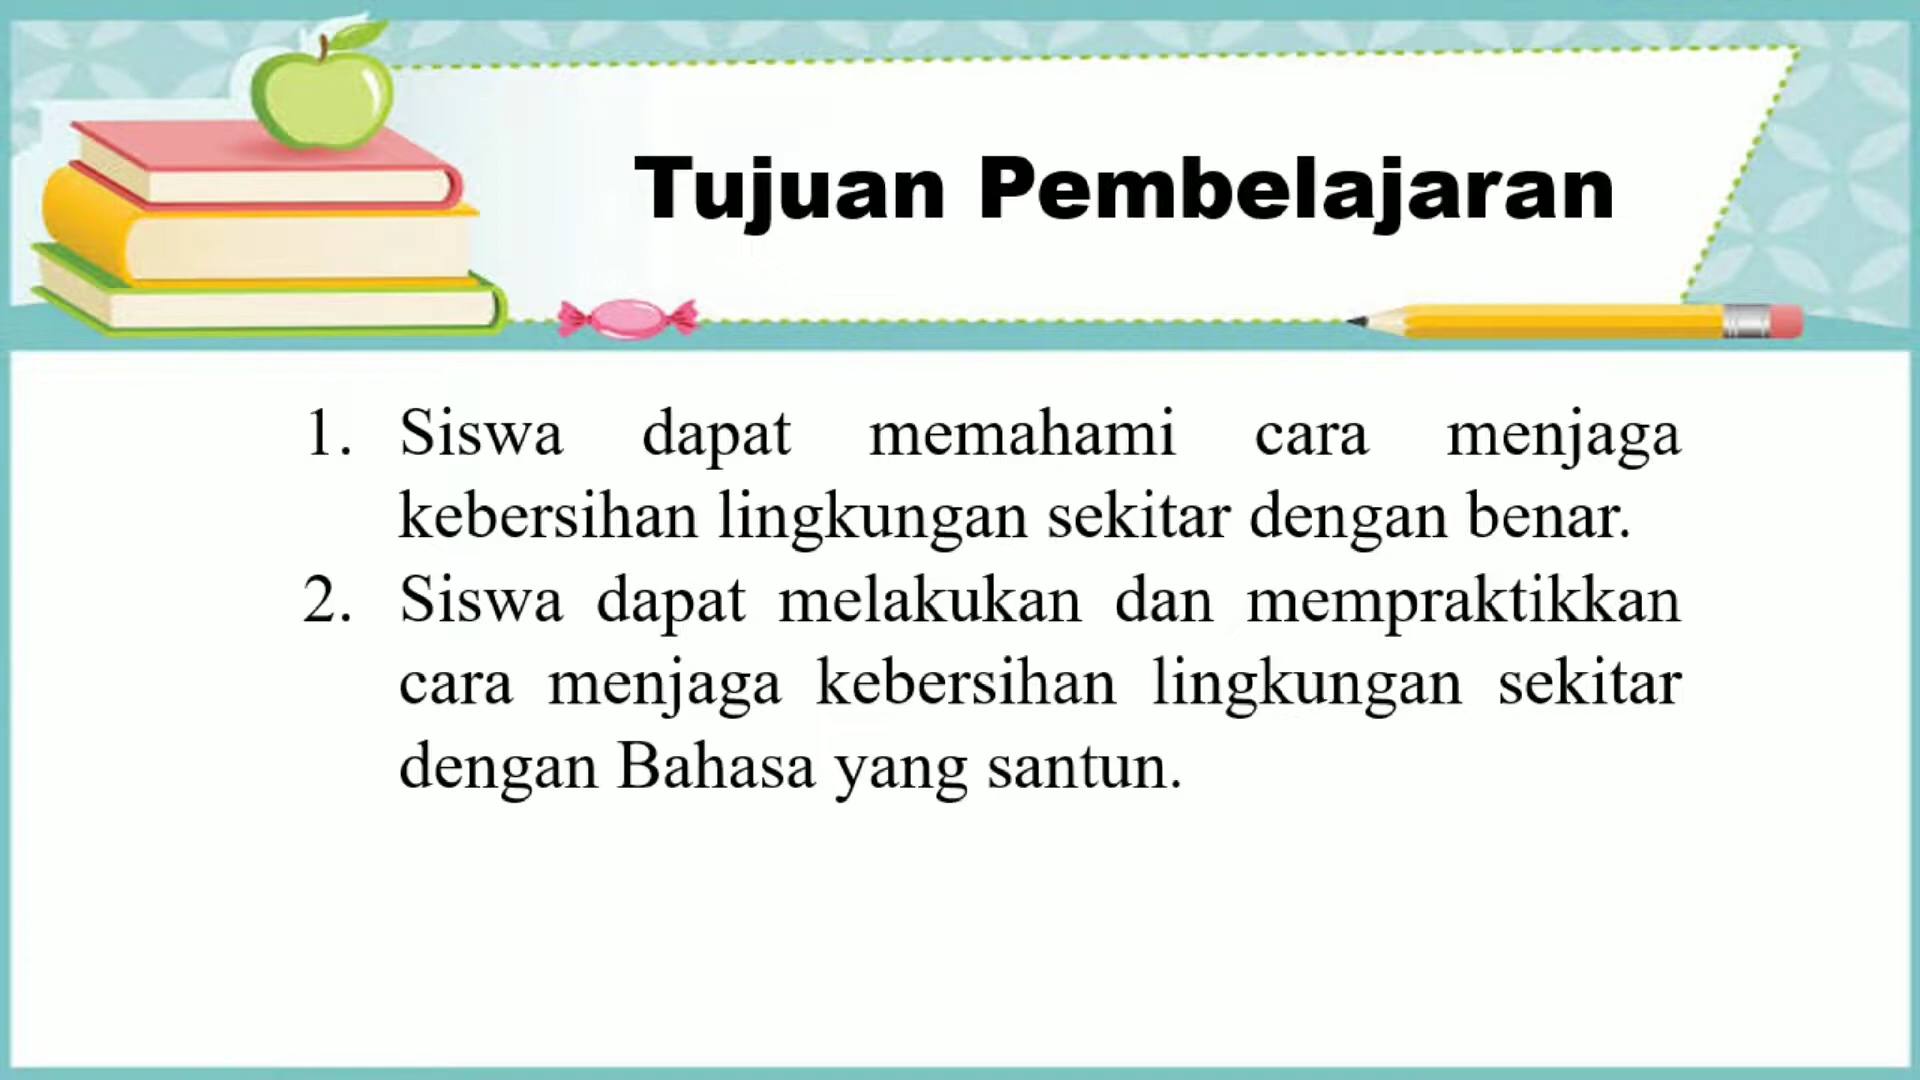 Tujuan Pembelajaran
1. Siswa dapat memahami cara menjaga
kebersihan lingkungan sekitar dengan benar.
2. Siswa dapat melakukan dan mempraktikkan
cara menjaga kebersihan lingkungan sekitar
dengan Bahasa yang santun.